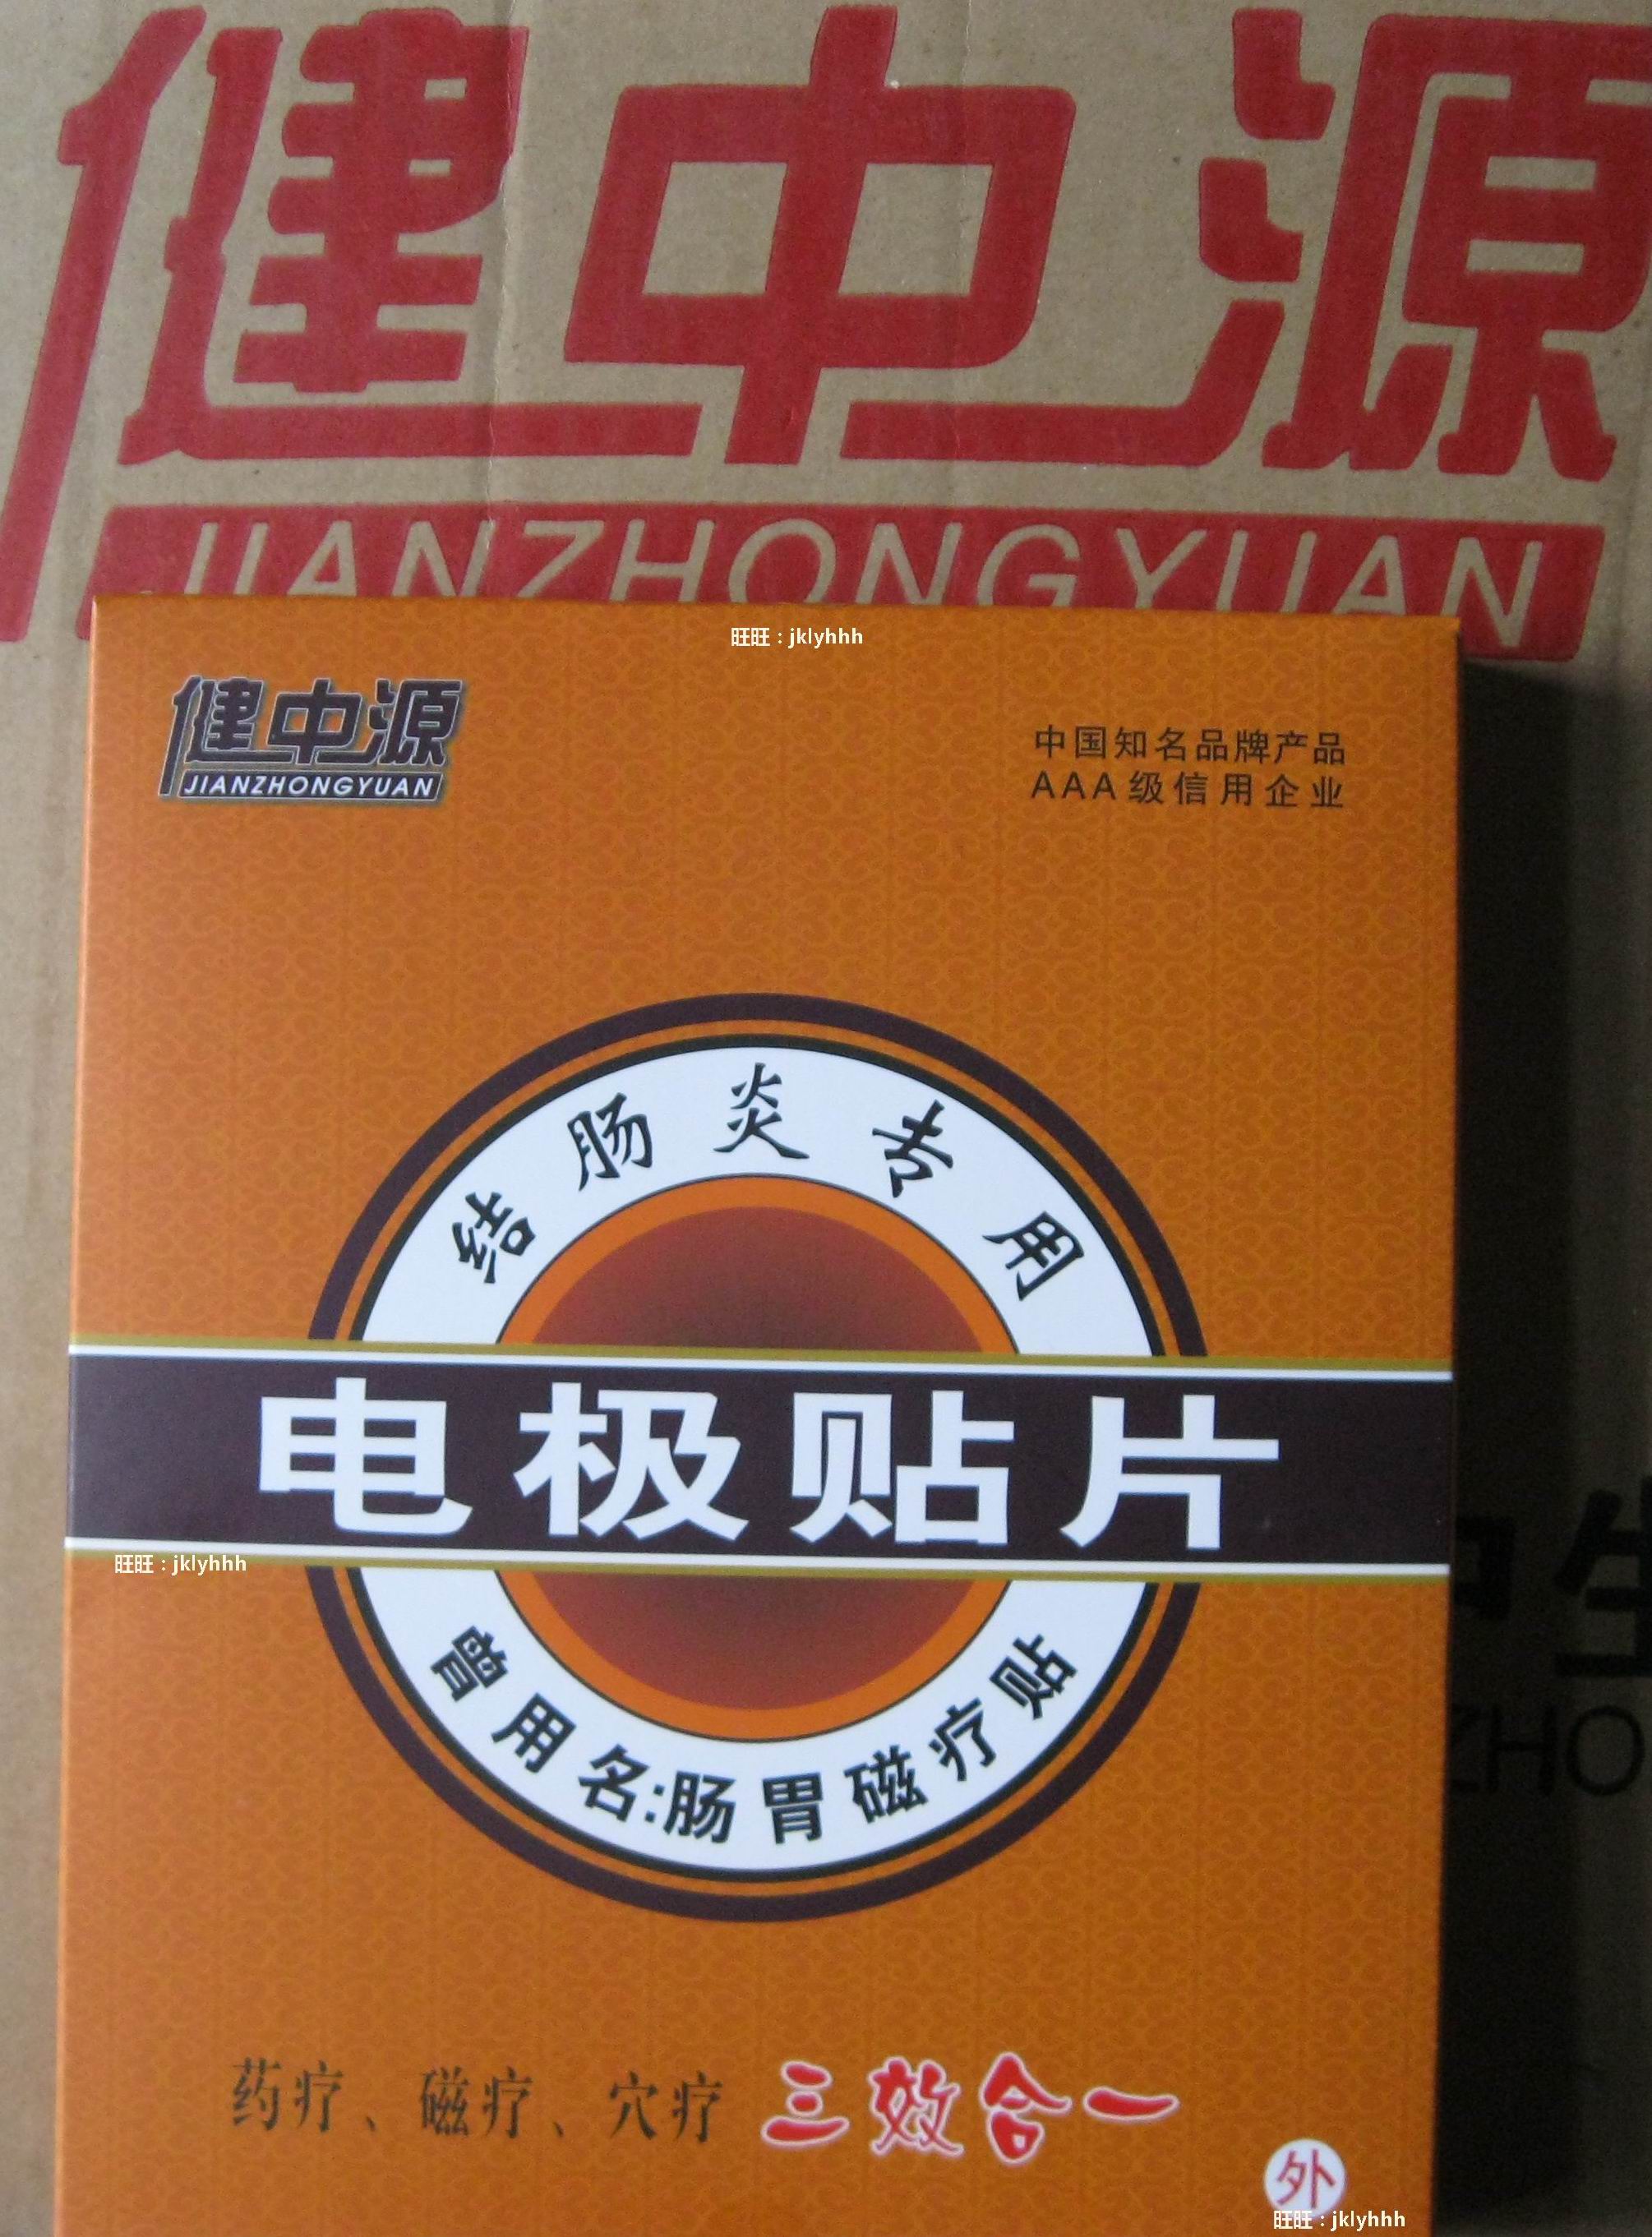 健中源
JIANZHONGYUAN
旺旺：jklyhhh
健中源
JIANZHONGYUAN
中国知名品牌产品
AAA级信用企业
结肠炎专用
电极贴片
旺旺：jklyhhh
曾用名:肠胃磁疗贴
ZHO
药疗、磁疗、穴疗 三效合一
外
旺旺：jklyhhh